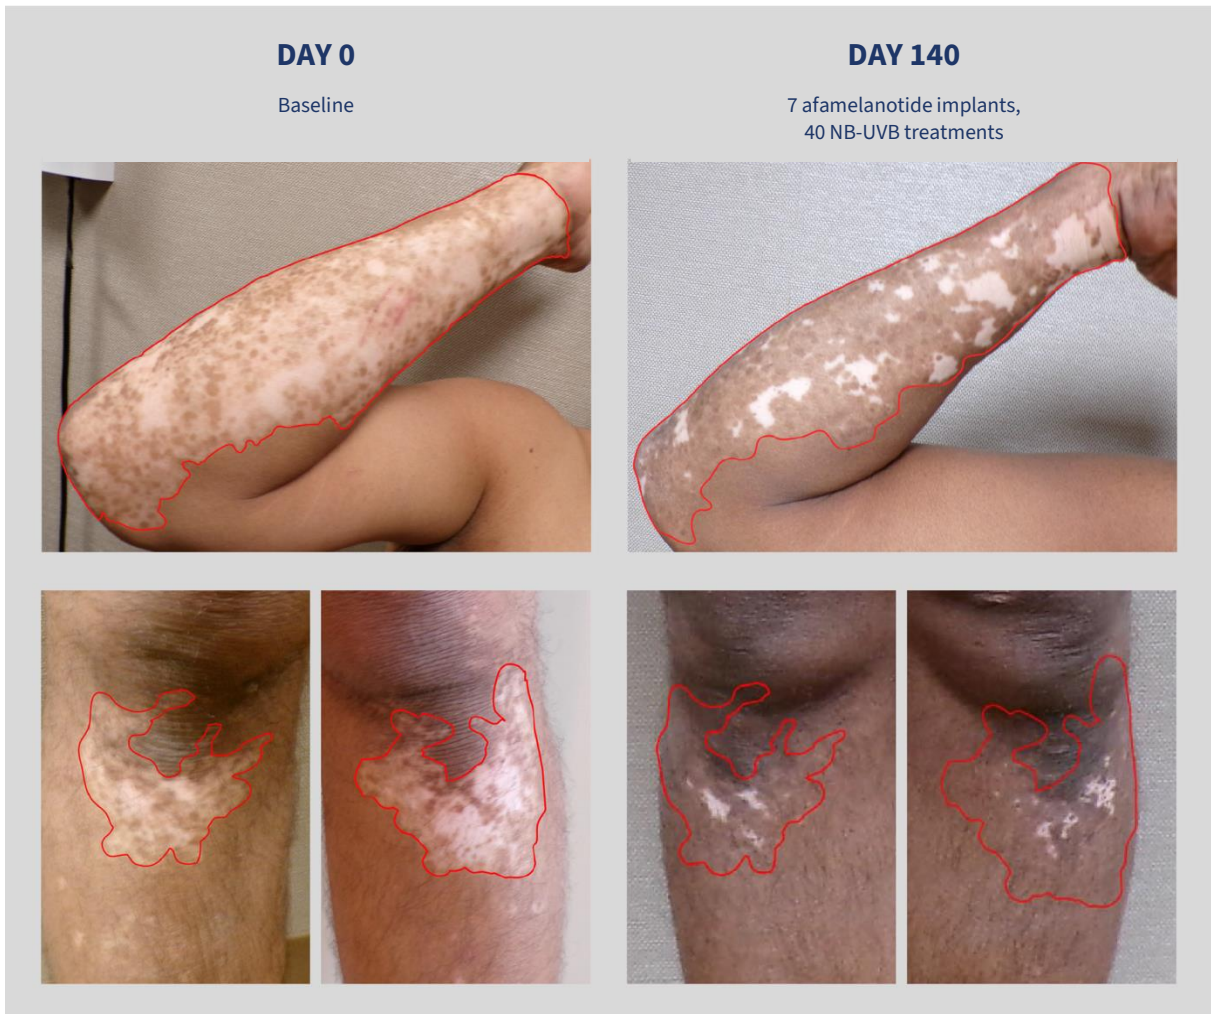 DAY 0
Baseline
DAY 140
7 afamelanotide implants,
40 NB-UVB treatments